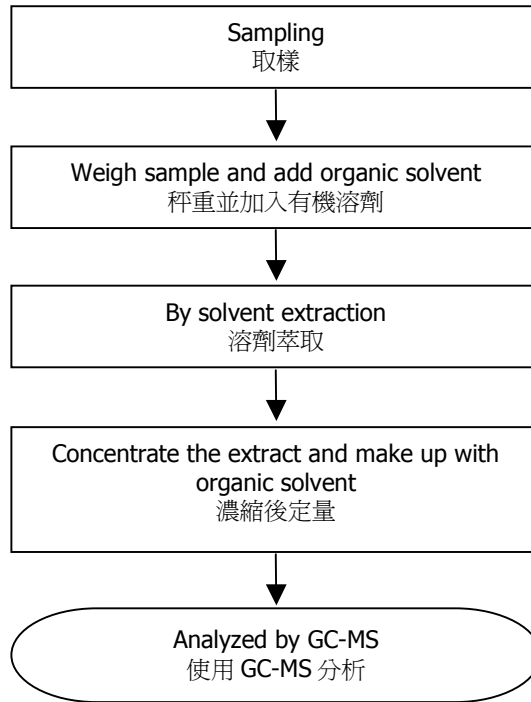 Sampling
取樣
Weigh sample and add organic solvent
秤重並加入有機溶劑
By solvent extraction
溶劑萃取
Concentrate the extract and make up with
organic solvent
濃縮後定量
Analyzed by GC-MS
使用 GC-MS 分析